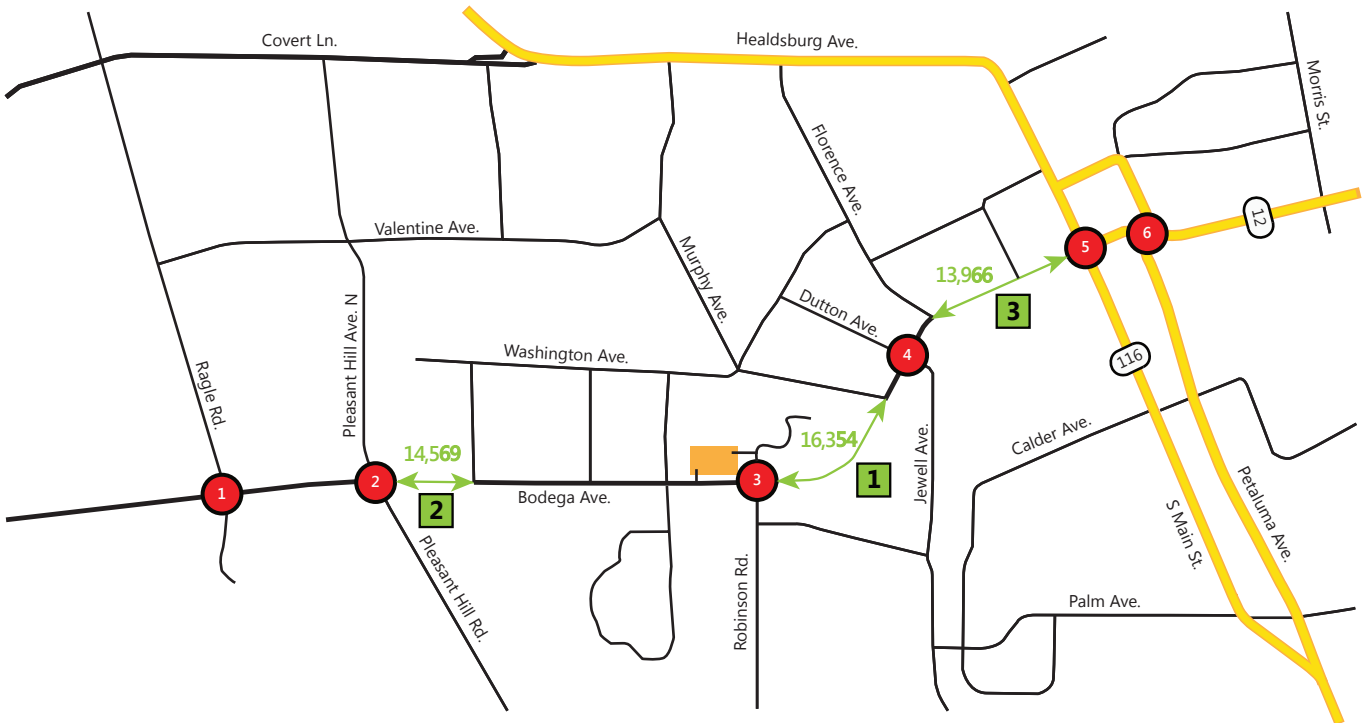 Covert Ln.
Healdsburg Ave.
Morris St.
Florence Ave.
Valentine Ave.
12
6
5
Murphy Ave.
13,966
3
Dutton Ave.
Pleasant Hill Ave. N
Washington Ave.
4
116
Ragle Rd.
14,569
16,354
Calder Ave.
Jewell Ave.
1
2
3
1
2
Bodega Ave.
Petaluma Ave.
S Main St.
Pleasant Hill Rd.
Robinson Rd.
Palm Ave.